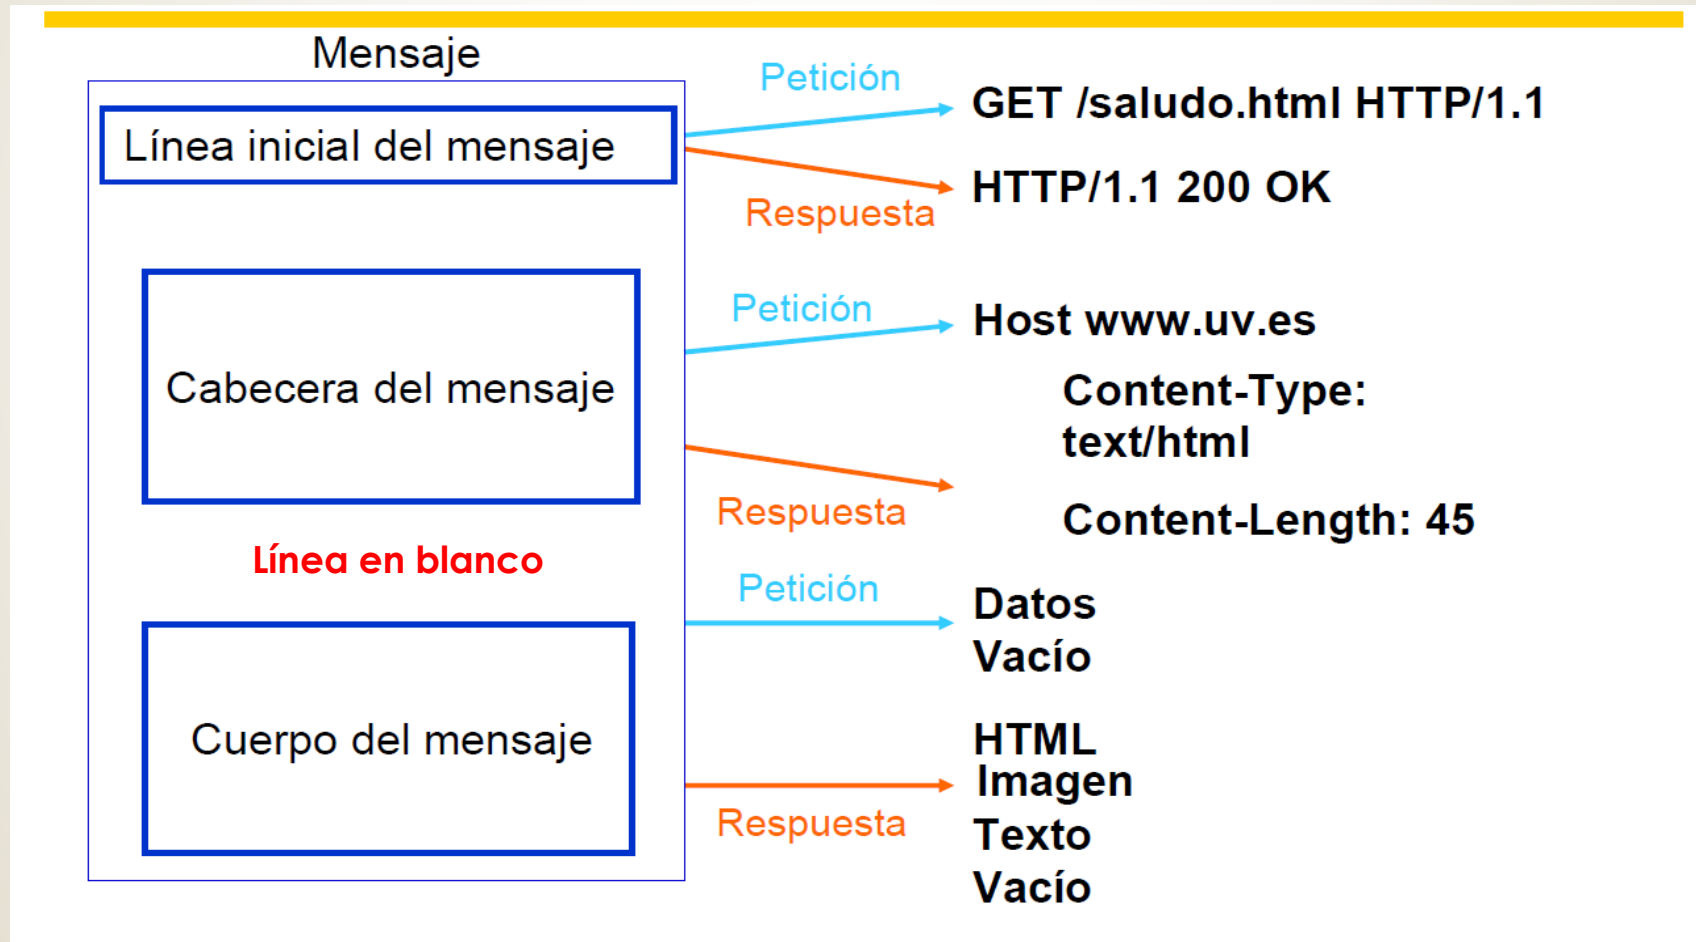 Mensaje
Línea inicial del mensaje
Petición
GET /saludo.html HTTP/1.1
HTTP/1.1 200 OK
Respuesta
Cabecera del mensaje
Petición
Host www.uv.es
Content-Type:
text/html
Respuesta
Content-Length: 45
Línea en blanco
Cuerpo del mensaje
Petición
Datos
Vacío
HTML
Imagen
Respuesta
Texto
Vacío